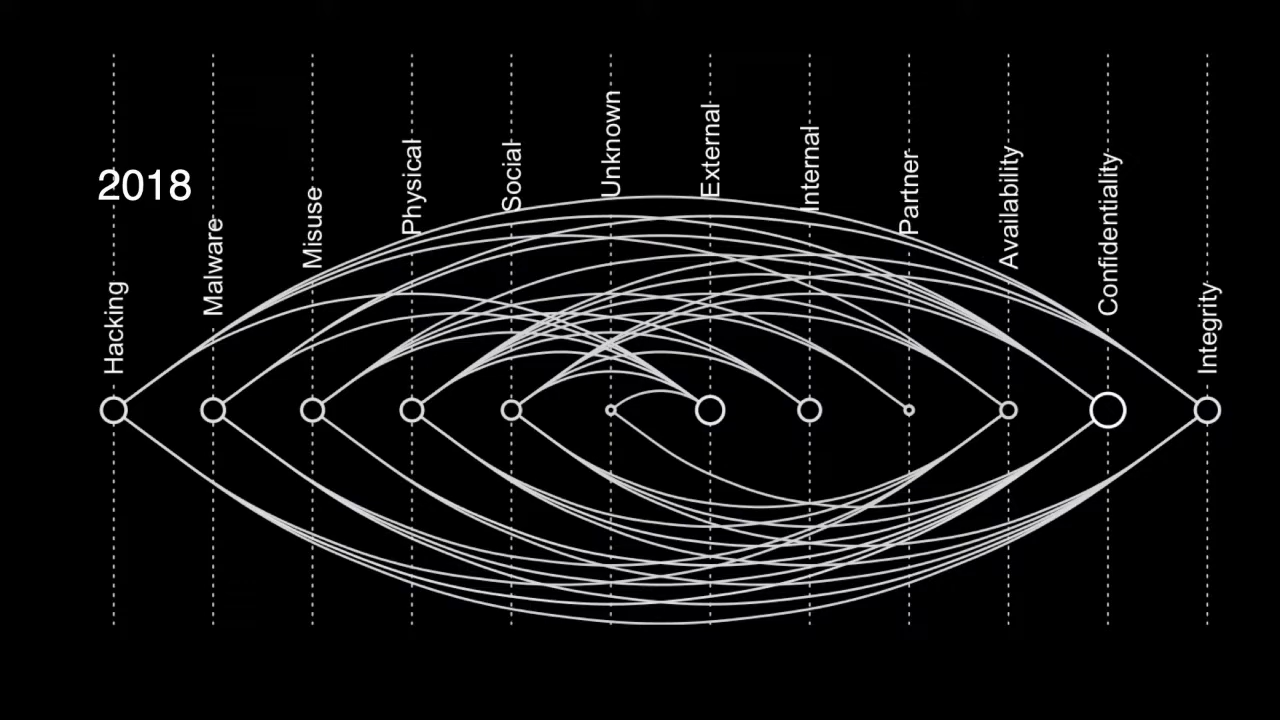 2018
Hacking
Malware
Misuse
Physical
Social
Unknown
External
Internal
Partner
Availability
Confidentiality
Integrity